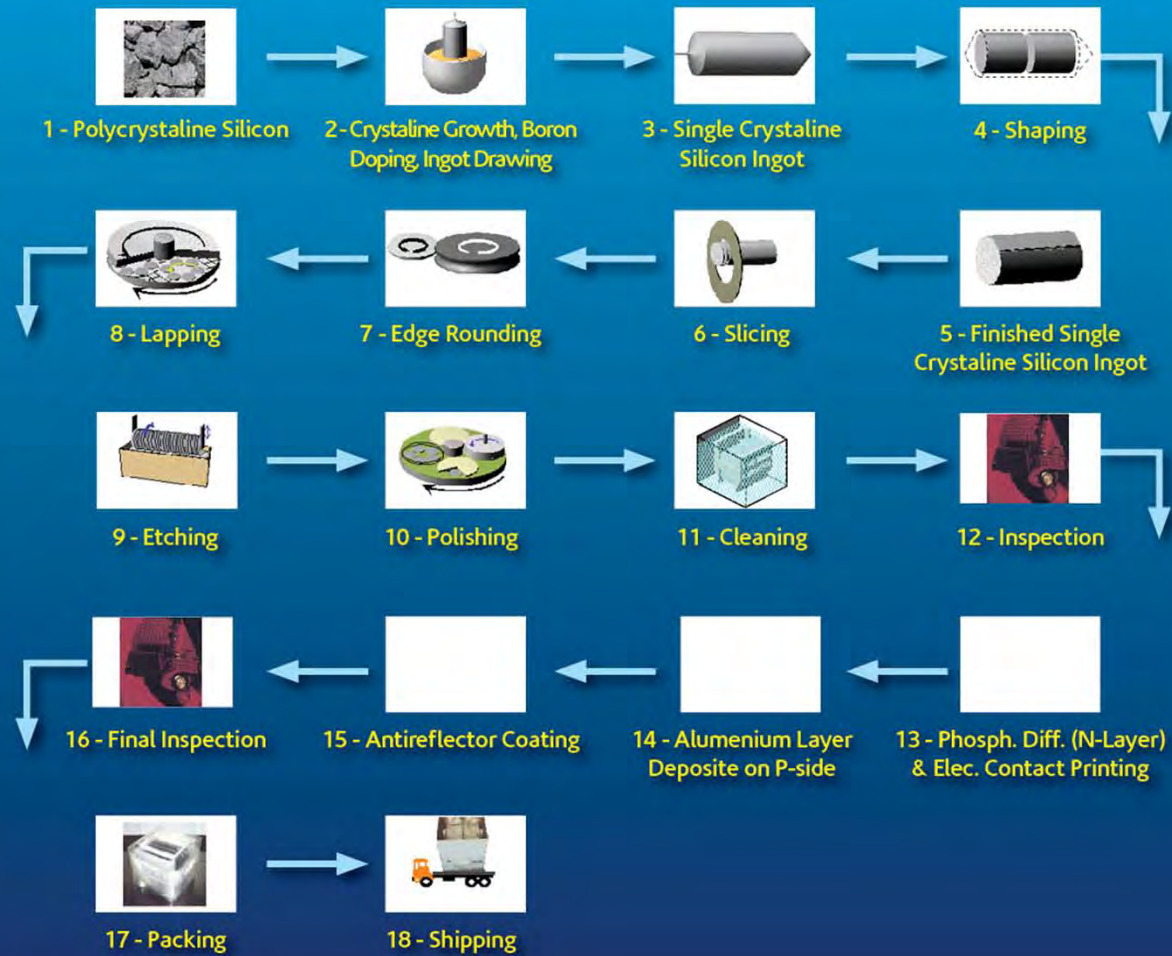 1 - Polycrystaline Silicon
2 - Crystaline Growth, Boron
Doping, Ingot Drawing
3 - Single Crystaline
Silicon Ingot
4 - Shaping
8 - Lapping
7 - Edge Rounding
6 - Slicing
5 - Finished Single
Crystaline Silicon Ingot
9 - Etching
10 - Polishing
11 - Cleaning
12 - Inspection
16 - Final Inspection
15 - Antireflector Coating
14 - Alumenium Layer
Deposite on P-side
13 - Phosph. Diff. (N-Layer)
& Elec. Contact Printing
17 - Packing
18 - Shipping